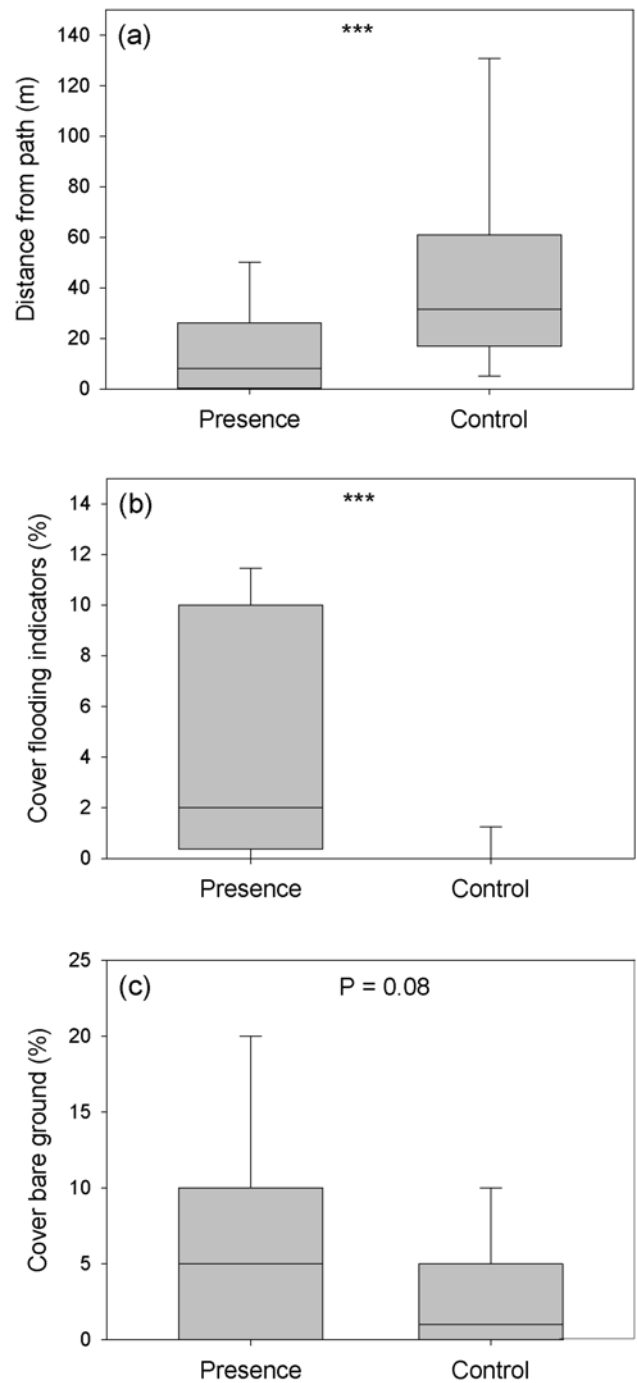 (a)
***
Distance from path (m)
140
120
100
80
60
40
20
0
Presence Control
(b)
***
Cover flooding indicators (%)
14
12
10
8
6
4
2
0
Presence Control
(c)
P = 0.08
Cover bare ground (%)
25
20
15
10
5
0
Presence Control